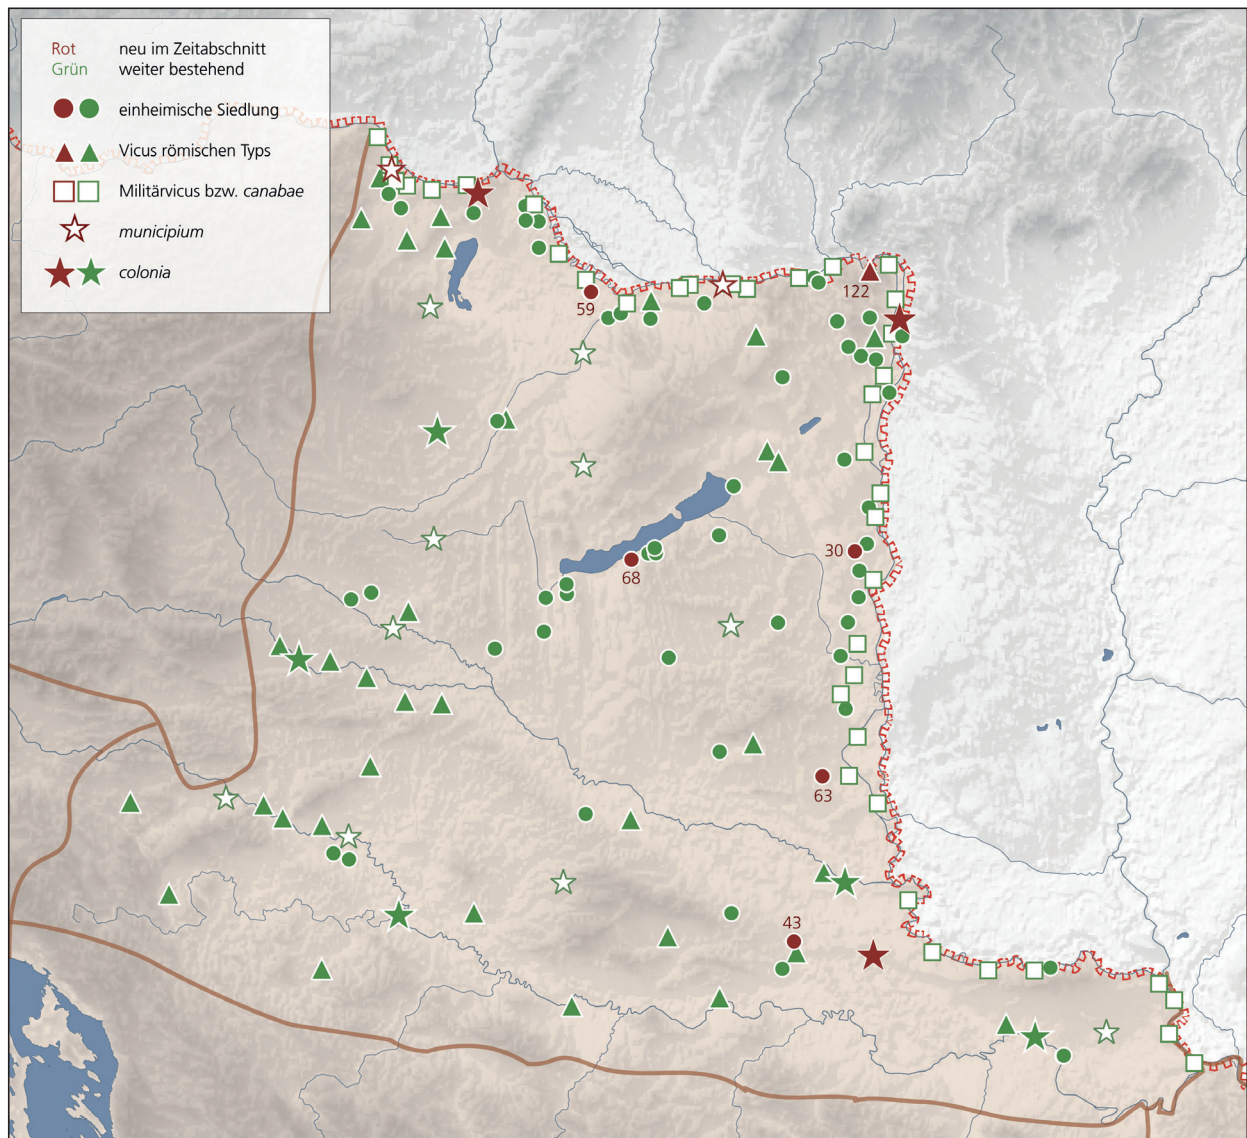 Rot neu im Zeitabschnitt
Grün weiter bestehend
einheimische Siedlung
Vicus römischen Typs
Militärvicus bzw. canabae
municipium
colonia
122
59
30
68
63
43